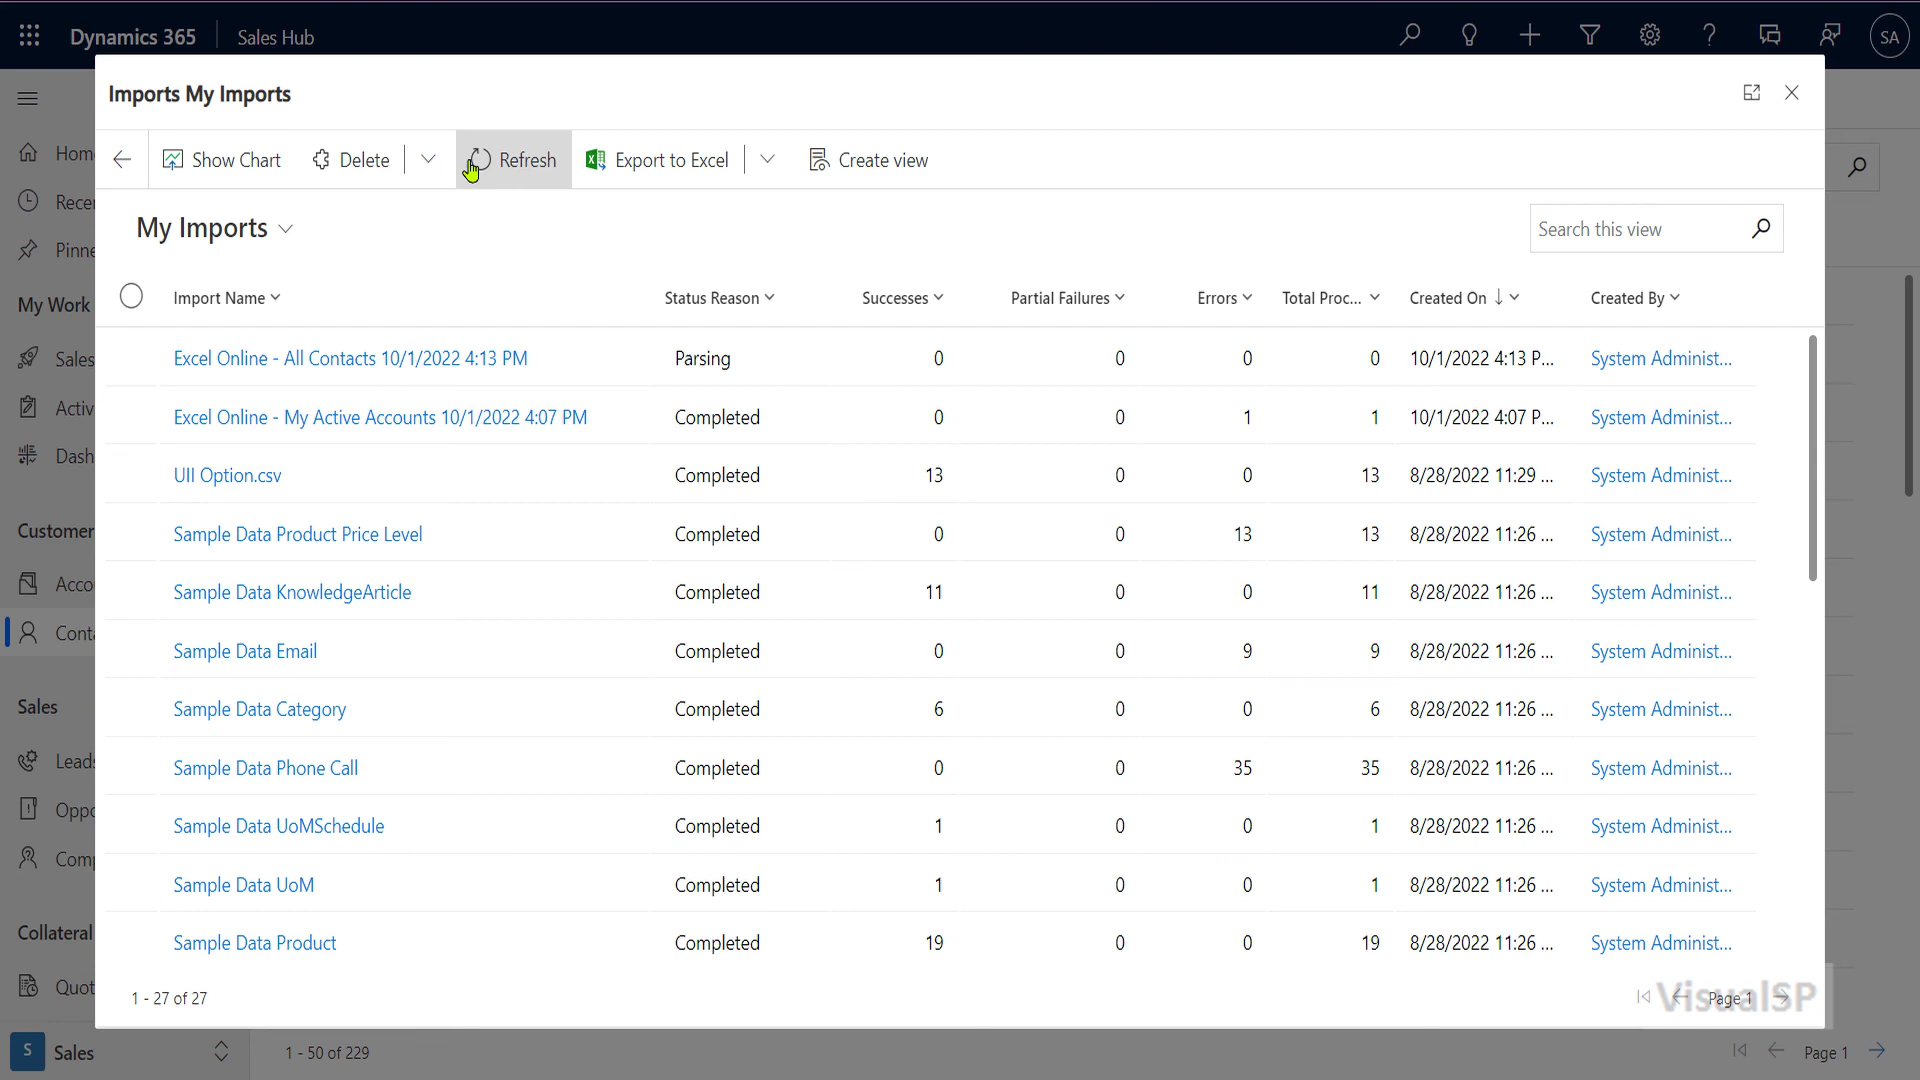 Dynamics 365 Sales Hub SA
Imports My Imports
Show Chart Delete Refresh Export to Excel Create view
My Imports Search this view
Import Name Status Reason Successes Partial Failures Errors Total Proc... Created On Created By
Excel Online - All Contacts 10/1/2022 4:13 PM Parsing 0 0 0 0 10/1/2022 4:13 P... System Administ...
Excel Online - My Active Accounts 10/1/2022 4:07 PM Completed 0 0 1 1 10/1/2022 4:07 P... System Administ...
UII Option.csv Completed 13 0 0 13 8/28/2022 11:29 ... System Administ...
Sample Data Product Price Level Completed 0 0 13 13 8/28/2022 11:26 ... System Administ...
Sample Data KnowledgeArticle Completed 11 0 0 11 8/28/2022 11:26 ... System Administ...
Sample Data Email Completed 0 0 9 9 8/28/2022 11:26 ... System Administ...
Sample Data Category Completed 6 0 0 6 8/28/2022 11:26 ... System Administ...
Sample Data Phone Call Completed 0 0 35 35 8/28/2022 11:26 ... System Administ...
Sample Data UoMSchedule Completed 1 0 0 1 8/28/2022 11:26 ... System Administ...
Sample Data UoM Completed 1 0 0 1 8/28/2022 11:26 ... System Administ...
Sample Data Product Completed 19 0 0 19 8/28/2022 11:26 ... System Administ...
1 - 27 of 27 Page 1
VisualSP
Hom
Recen
Pinne
My Work
Sales
Activ
Dash
Customer
Acco
Conta
Sales
Leads
Oppo
Comp
Collateral
Quot
S Sales 1 - 50 of 229 Page 1